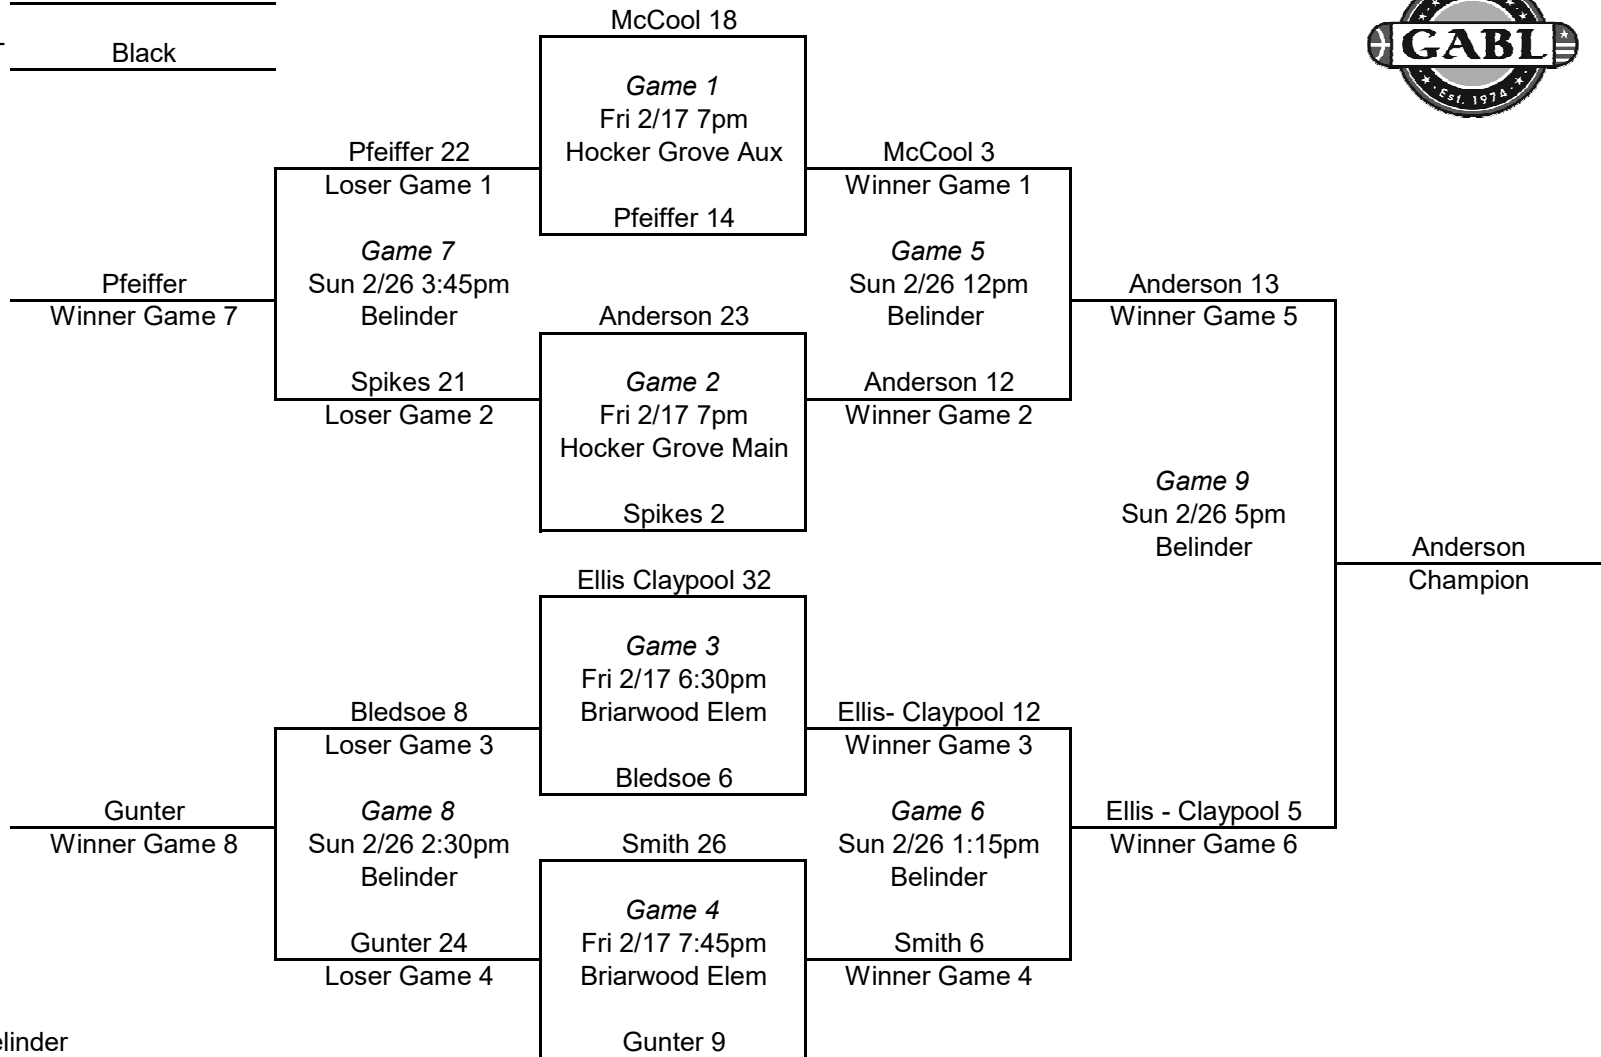 Black
GABL
Est. 1974
McCool 18
Game 1
Fri 2/17 7pm
Hocker Grove Aux
Pfeiffer 14
Pfeiffer 22
Loser Game 1
Game 7
Sun 2/26 3:45pm
Belinder
Spikes 21
Loser Game 2
Pfeiffer
Winner Game 7
Anderson 23
Game 2
Fri 2/17 7pm
Hocker Grove Main
Spikes 2
McCool 3
Winner Game 1
Game 5
Sun 2/26 12pm
Belinder
Anderson 12
Winner Game 2
Anderson 13
Winner Game 5
Game 9
Sun 2/26 5pm
Belinder
Anderson
Champion
Ellis Claypool 32
Game 3
Fri 2/17 6:30pm
Briarwood Elem
Bledsoe 6
Bledsoe 8
Loser Game 3
Game 8
Sun 2/26 2:30pm
Belinder
Gunter 24
Loser Game 4
Gunter
Winner Game 8
Smith 26
Game 4
Fri 2/17 7:45pm
Briarwood Elem
Gunter 9
Ellis- Claypool 12
Winner Game 3
Game 6
Sun 2/26 1:15pm
Belinder
Smith 6
Winner Game 4
Ellis - Claypool 5
Winner Game 6
elinder